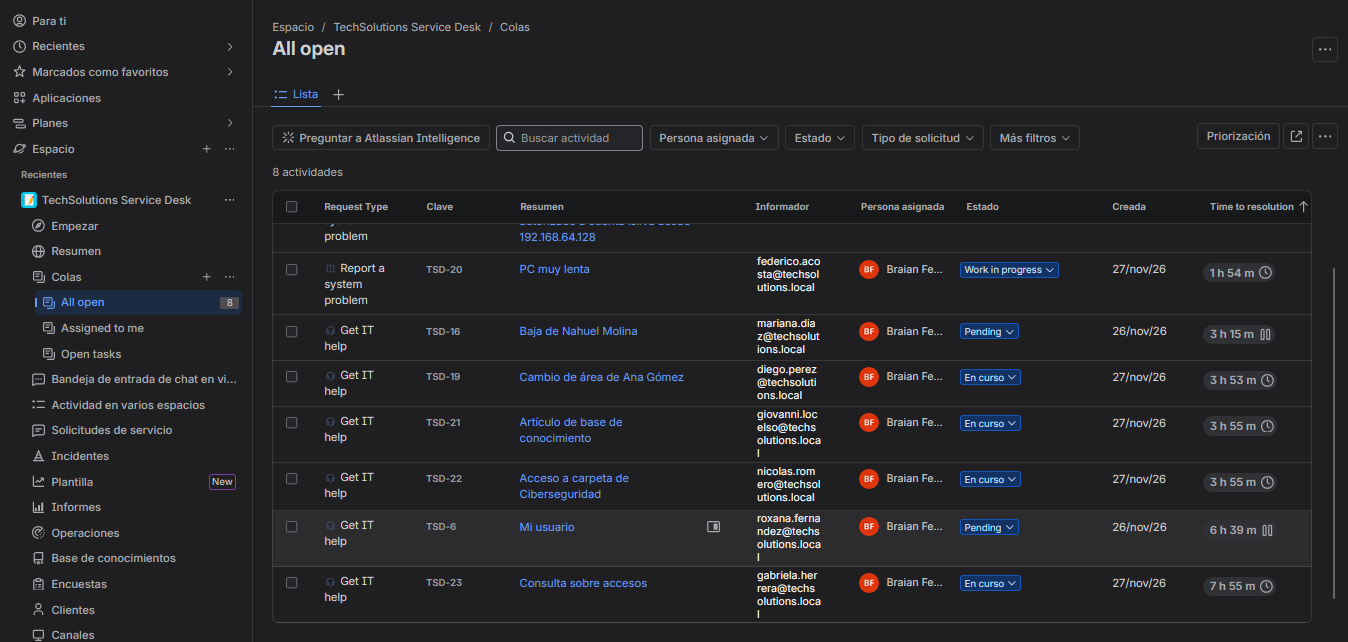 Para ti
Recientes
Marcados como favoritos
Aplicaciones
Planes
Espacio
Recientes
TechSolutions Service Desk
Empezar
Resumen
Colas
All open 8
Assigned to me
Open tasks
Bandeja de entrada de chat en vi...
Actividad en varios espacios
Solicitudes de servicio
Incidentes
Plantilla New
Informes
Operaciones
Base de conocimientos
Encuestas
Clientes
Canales
Espacio / TechSolutions Service Desk / Colas
All open
Lista
Preguntar a Atlassian Intelligence Buscar actividad Persona asignada Estado Tipo de solicitud Más filtros Priorización
8 actividades
Request Type Clave Resumen Informador Persona asignada Estado Creada Time to resolution
problem
192.168.64.128
Report a
system
problem
TSD-20
PC muy lenta
federico.aco
sta@techsol
utions.local
BF Braian Fe...
Work in progress
27/nov/26
1 h 54 m
Get IT
help
TSD-16
Baja de Nahuel Molina
mariana.dia
z@techsolut
ions.local
BF Braian Fe...
Pending
26/nov/26
3 h 15 m
Get IT
help
TSD-19
Cambio de área de Ana Gómez
diego.perez
@techsoluti
ons.local
BF Braian Fe...
En curso
27/nov/26
3 h 53 m
Get IT
help
TSD-21
Artículo de base de
conocimiento
giovanni.loc
elso@techs
olutions.loca
l
BF Braian Fe...
En curso
27/nov/26
3 h 55 m
Get IT
help
TSD-22
Acceso a carpeta de
Ciberseguridad
nicolas.rom
ero@techsol
utions.local
BF Braian Fe...
En curso
27/nov/26
3 h 55 m
Get IT
help
TSD-6
Mi usuario
roxana.ferna
ndez@techs
olutions.loca
l
BF Braian Fe...
Pending
26/nov/26
6 h 39 m
Get IT
help
TSD-23
Consulta sobre accesos
gabriela.her
rera@techs
olutions.loca
l
BF Braian Fe...
En curso
27/nov/26
7 h 55 m